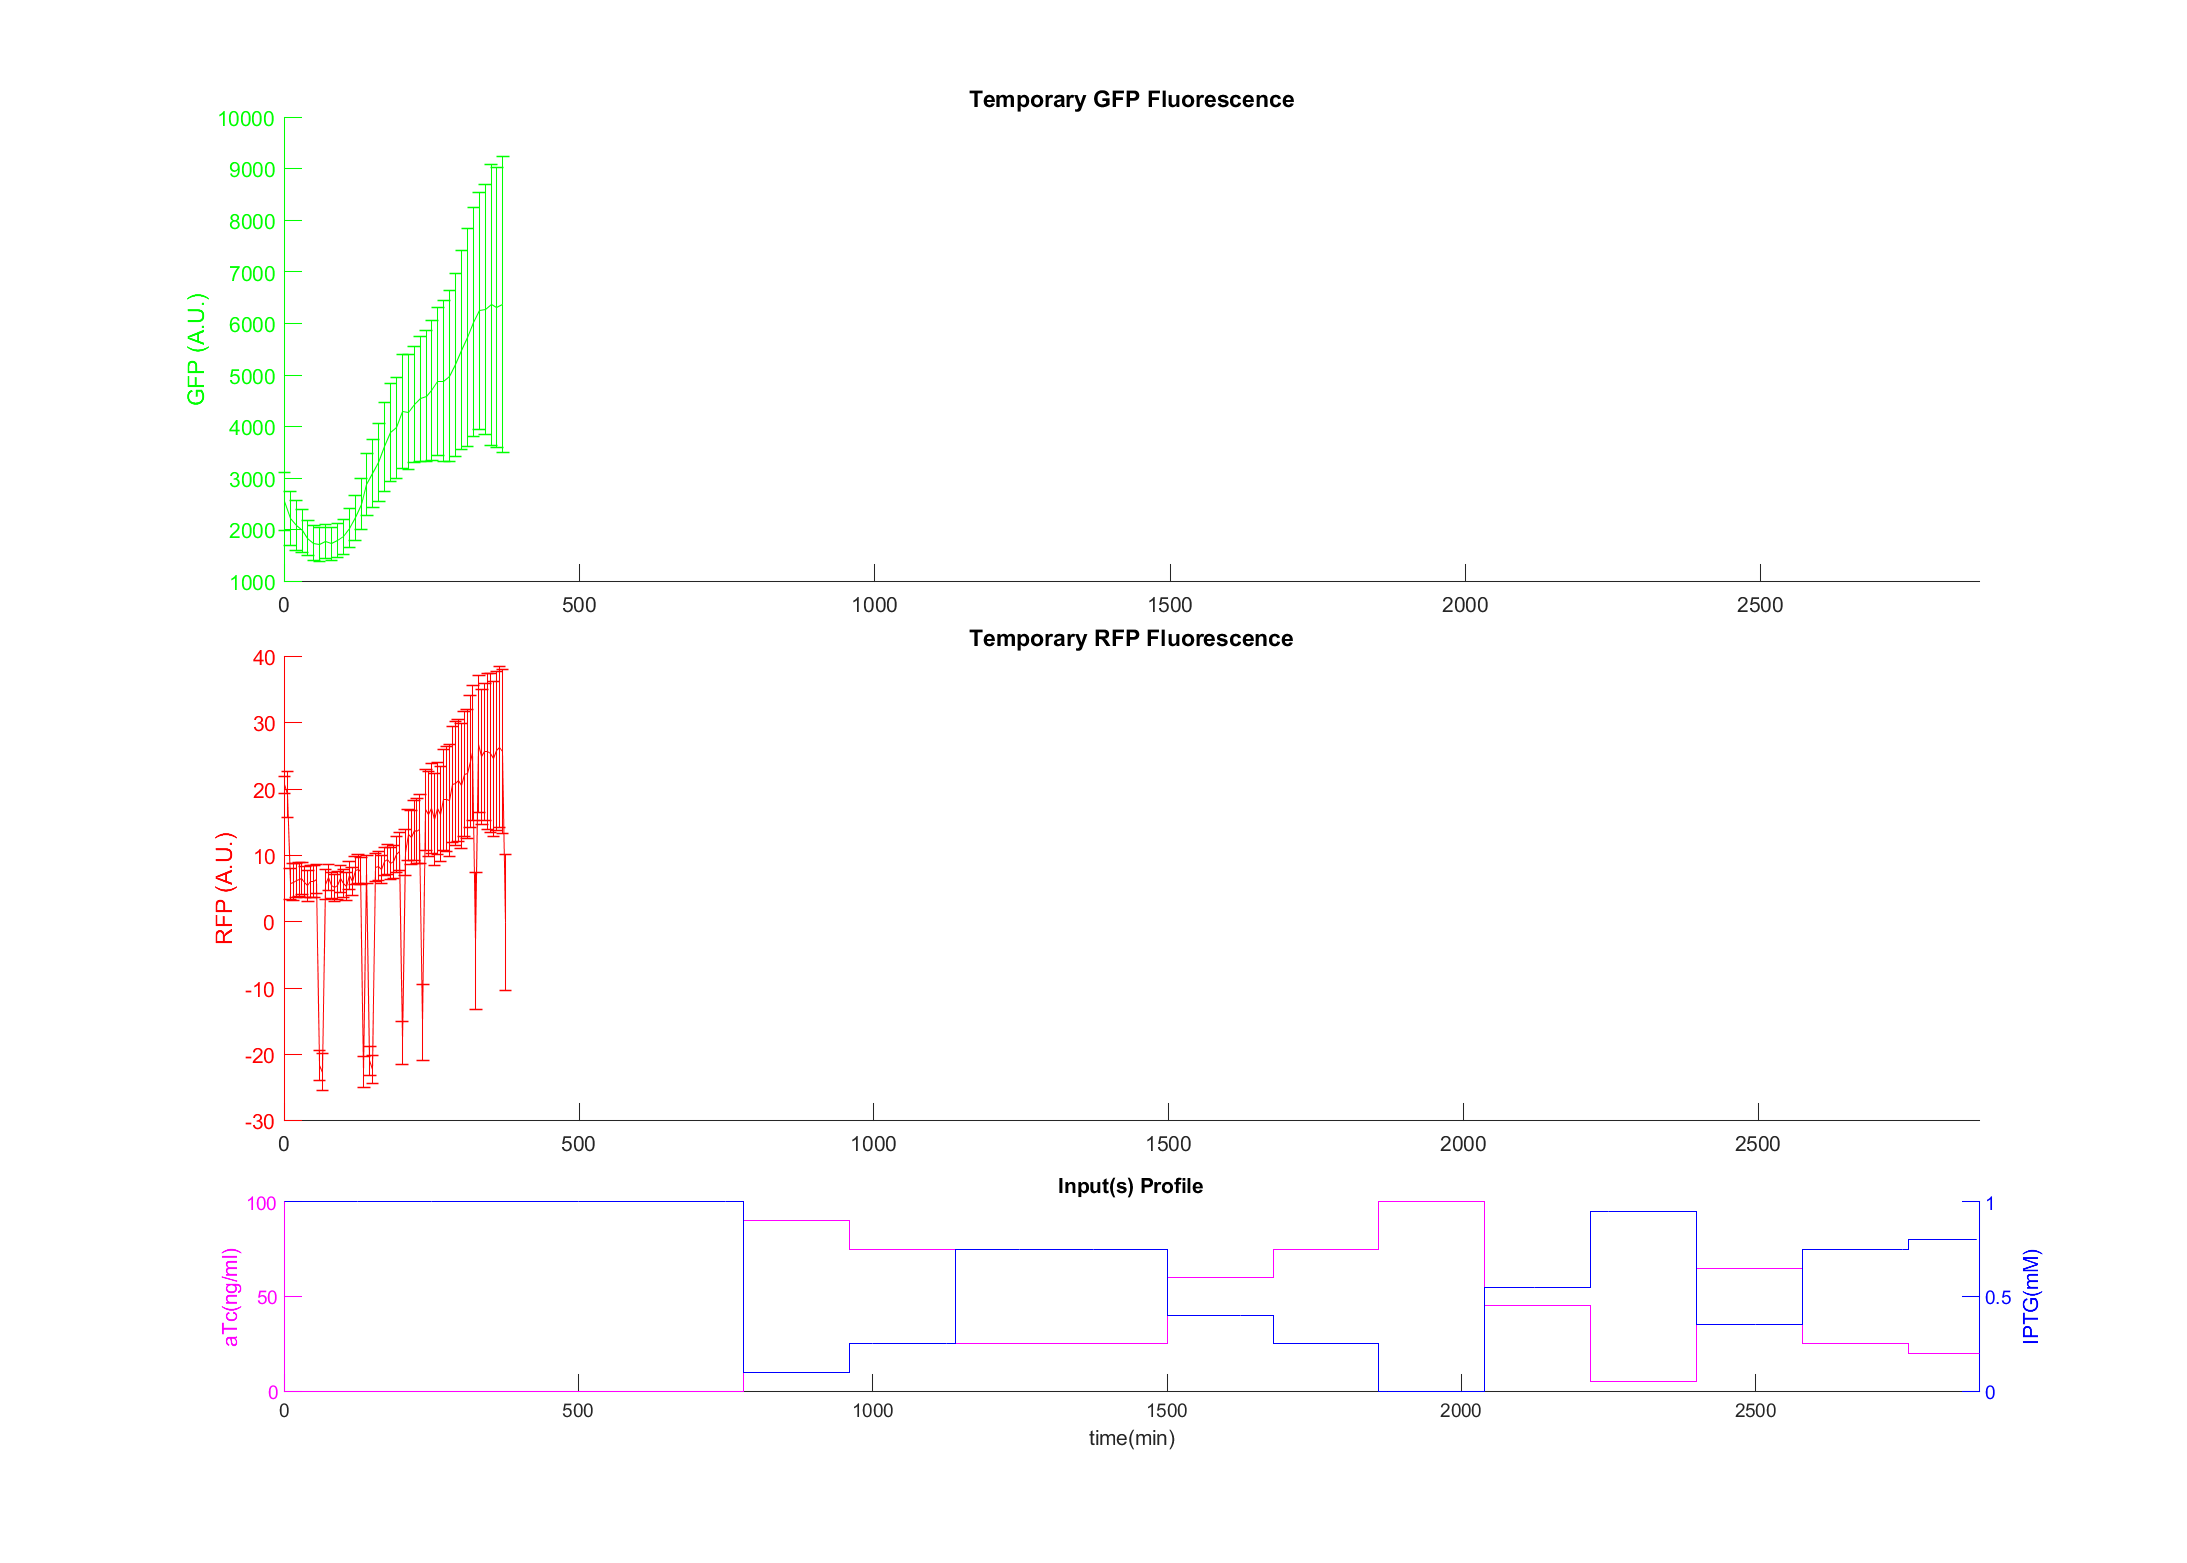 Temporary GFP Fluorescence
10000
9000
8000
7000
6000
5000
4000
3000
2000
1000
GFP (A.U.)
0 500 1000 1500 2000 2500
Temporary RFP Fluorescence
40
30
20
10
0
-10
-20
-30
RFP (A.U.)
0 500 1000 1500 2000 2500
Input(s) Profile
100
50
0
aTc(ng/ml)
1
0.5
0
IPTG(mM)
0 500 1000 1500 2000 2500
time(min)